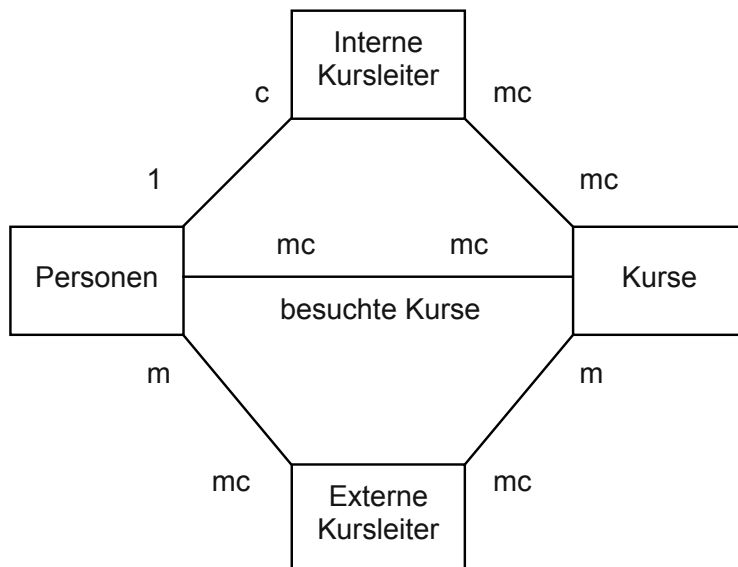 Interne
Kursleiter
c
mc
1
mc
Personen
mc
mc
Kurse
besuchte Kurse
m
m
mc
mc
Externe
Kursleiter